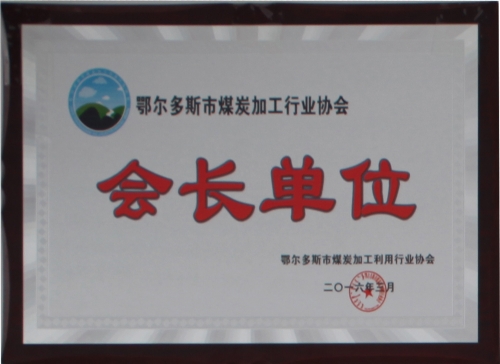 鄂尔多斯市煤炭加工行业协会
会长单位
鄂尔多斯市煤炭加工利用行业协会
二〇一六年三月